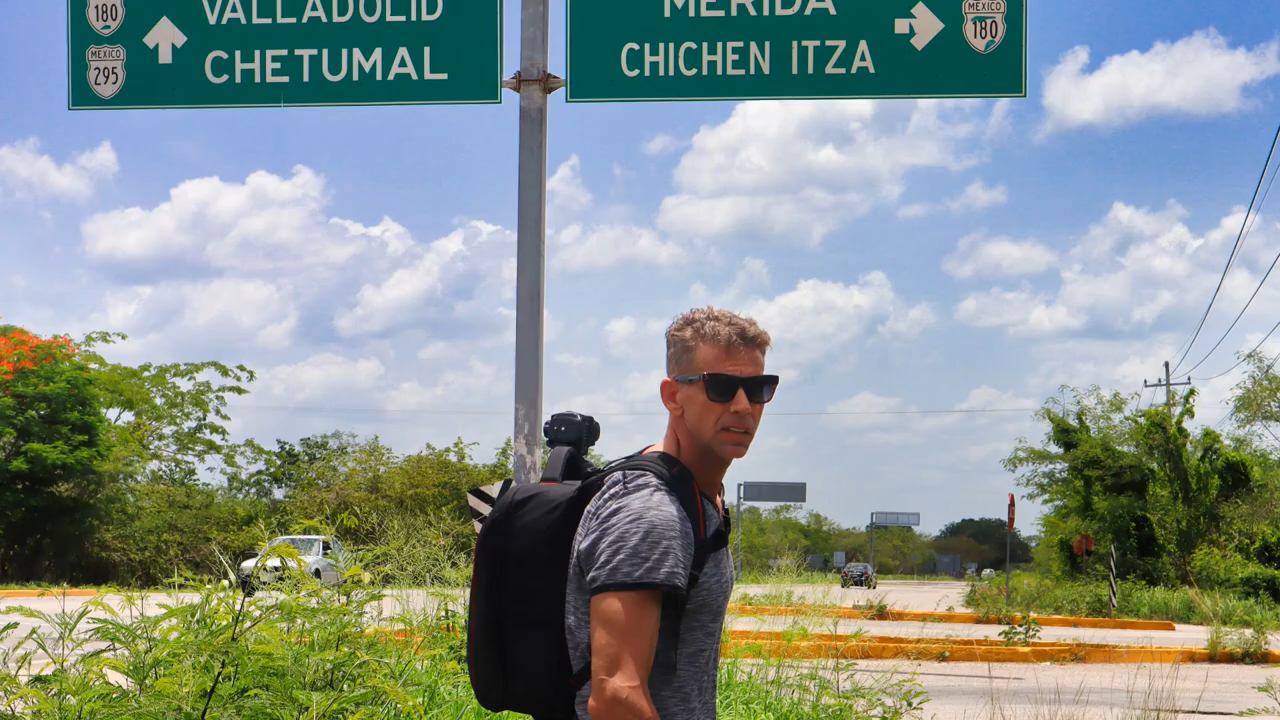 180
VALLADOLID
MEXICO
295
CHETUMAL
MERIDA
MEXICO
180
CHICHEN ITZA